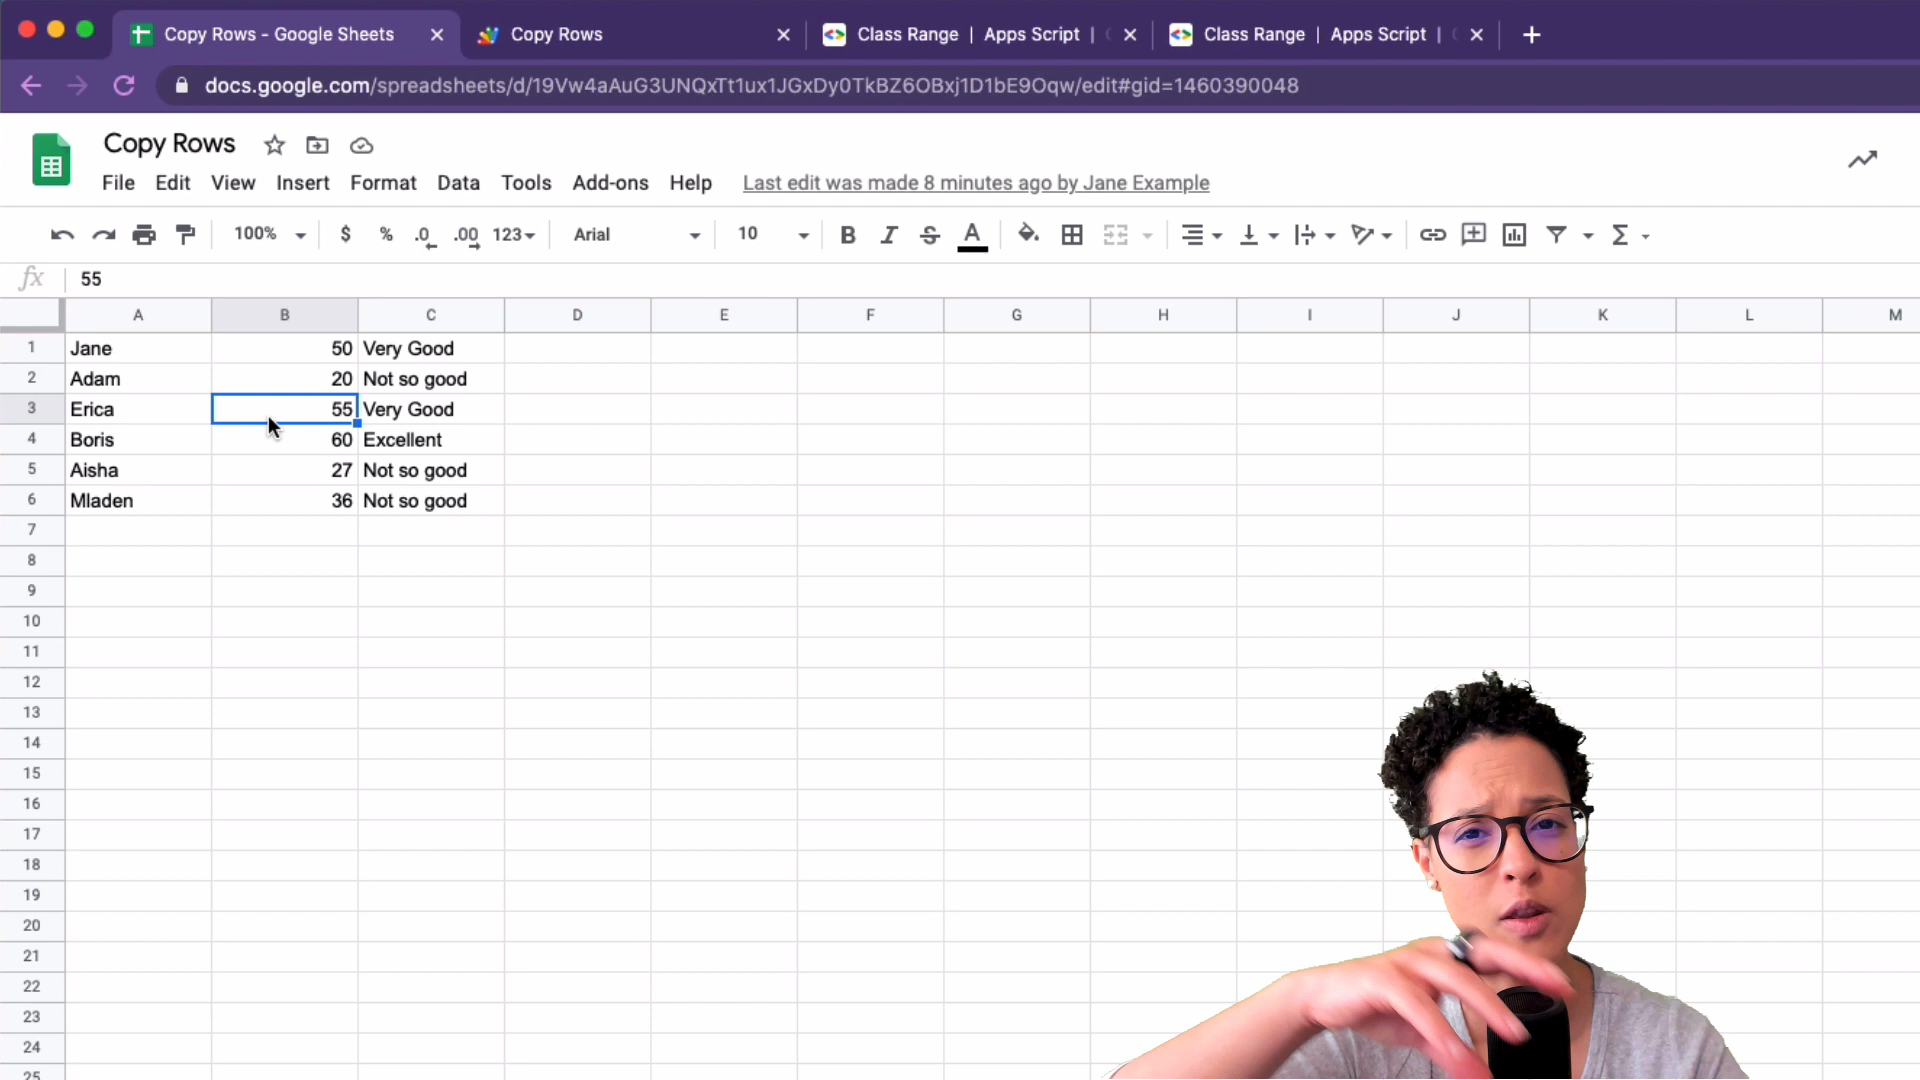 Copy Rows - Google Sheets
Copy Rows
Class Range | Apps Script |
Class Range | Apps Script |
docs.google.com/spreadsheets/d/19Vw4aAuG3UNQxTt1ux1JGxDy0TkBZ6OBxj1D1bE9Oqw/edit#gid=1460390048
Copy Rows
File Edit View Insert Format Data Tools Add-ons Help Last edit was made 8 minutes ago by Jane Example
100% $ % .0 .00 123 Arial 10 B I S A Σ
fx 55
A B C D E F G H I J K L M
1 Jane 50 Very Good
2 Adam 20 Not so good
3 Erica 55 Very Good
4 Boris 60 Excellent
5 Aisha 27 Not so good
6 Mladen 36 Not so good
7
8
9
10
11
12
13
14
15
16
17
18
19
20
21
22
23
24
25